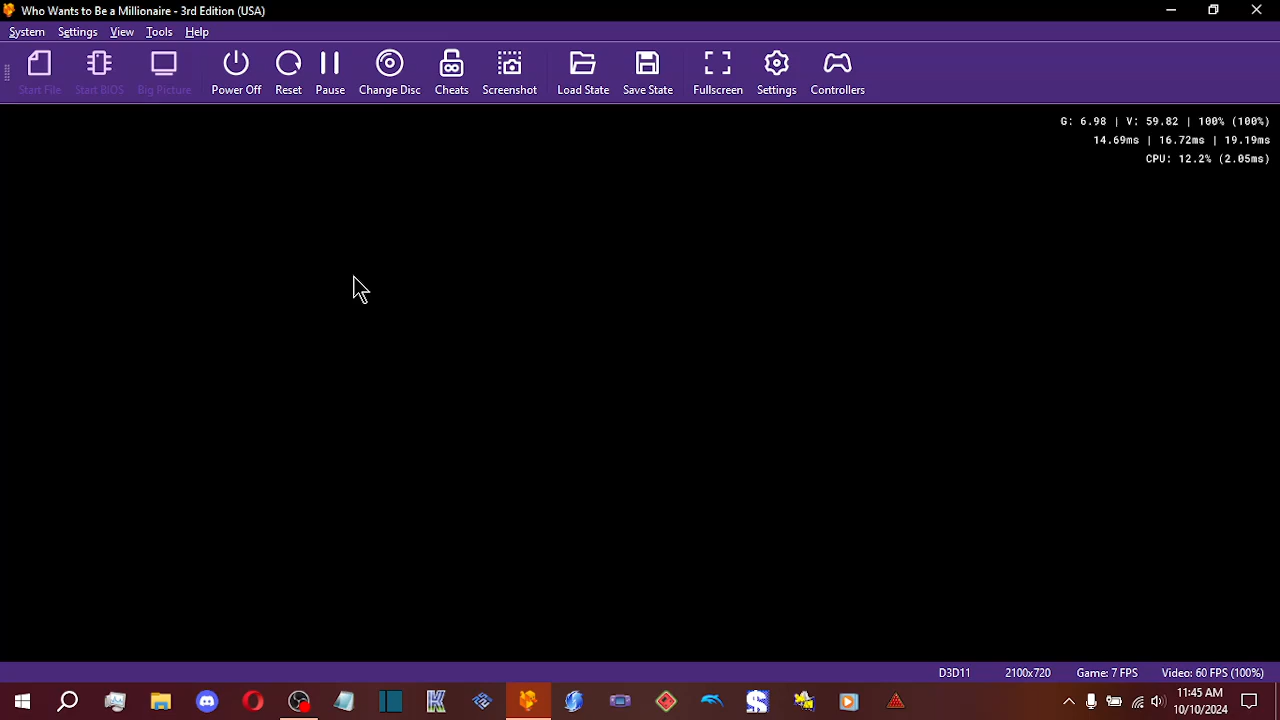 Who Wants to Be a Millionaire - 3rd Edition (USA)
System Settings View Tools Help
Start File Start BIOS Big Picture Power Off Reset Pause Change Disc Cheats Screenshot Load State Save State Fullscreen Settings Controllers
G: 6.98 | V: 59.82 | 100% (100%)
14.69ms | 16.72ms | 19.19ms
CPU: 12.2% (2.05ms)
D3D11 2100x720 Game: 7 FPS Video: 60 FPS (100%)
11:45 AM
10/10/2024